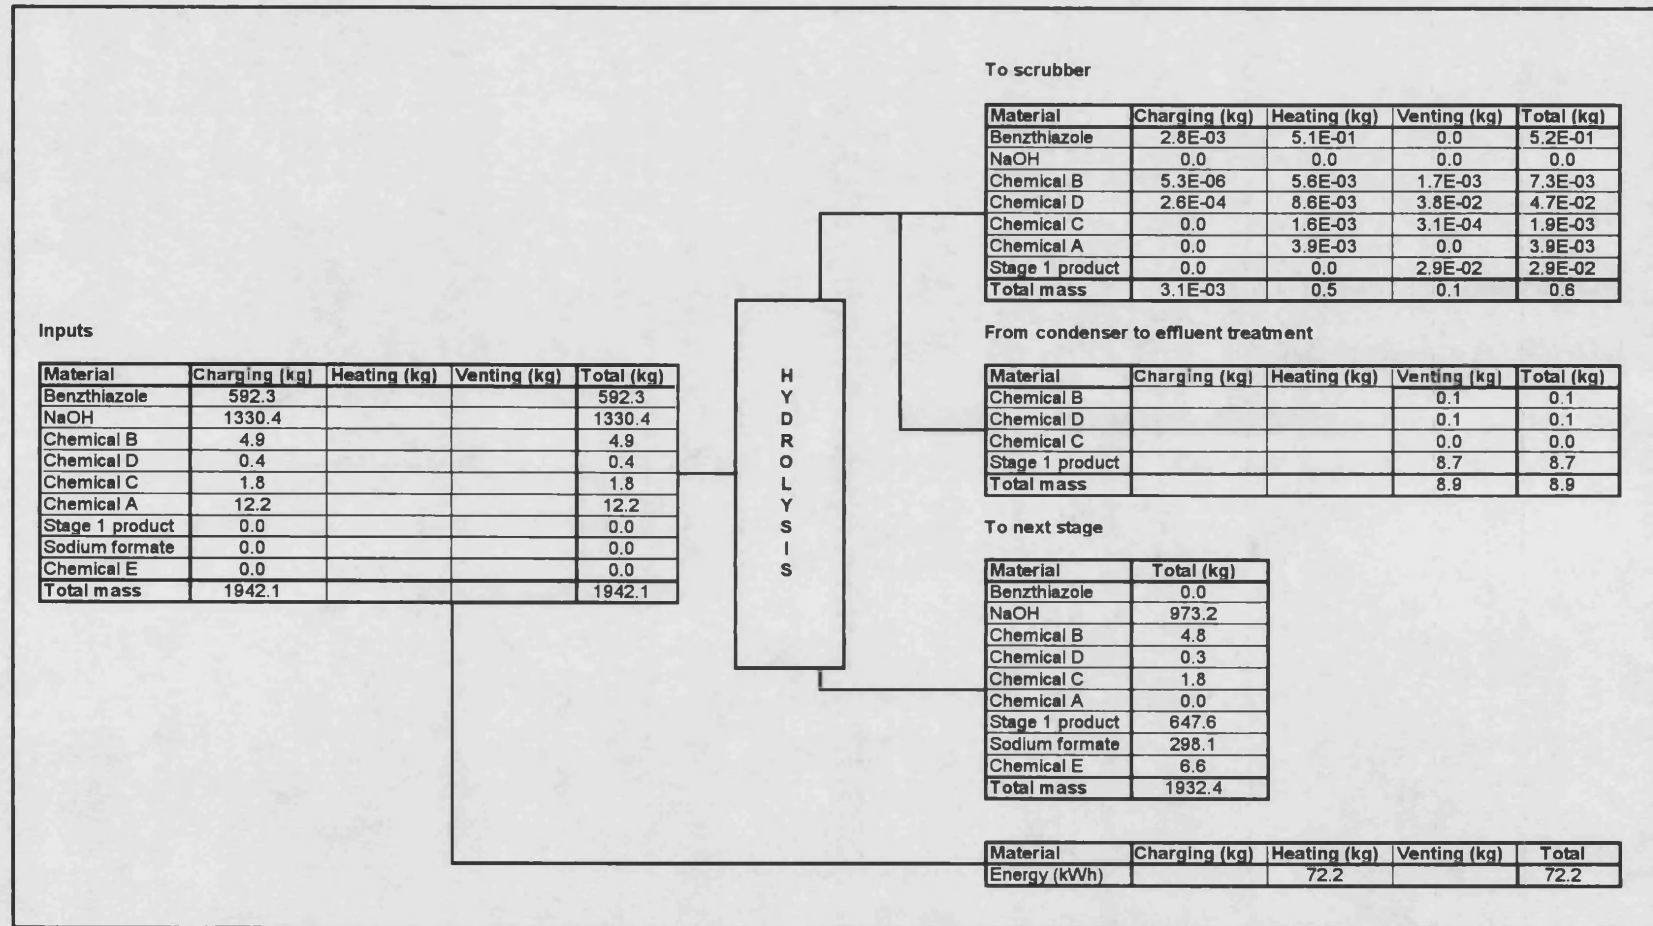 To scrubber
Material Charging (kg) Heating (kg) Venting (kg) Total (kg)
Benzthiazole 2.8E-03 5.1E-01 0.0 5.2E-01
NaOH 0.0 0.0 0.0 0.0
Chemical B 5.3E-06 5.6E-03 1.7E-03 7.3E-03
Chemical D 2.6E-04 8.6E-03 3.8E-02 4.7E-02
Chemical C 0.0 1.6E-03 3.1E-04 1.9E-03
Chemical A 0.0 3.9E-03 0.0 3.9E-03
Stage 1 product 0.0 0.0 2.9E-02 2.9E-02
Total mass 3.1E-03 0.5 0.1 0.6
Inputs
Material Charging (kg) Heating (kg) Venting (kg) Total (kg)
Benzthiazole 592.3 592.3
NaOH 1330.4 1330.4
Chemical B 4.9 4.9
Chemical D 0.4 0.4
Chemical C 1.8 1.8
Chemical A 12.2 12.2
Stage 1 product 0.0 0.0
Sodium formate 0.0 0.0
Chemical E 0.0 0.0
Total mass 1942.1 1942.1
H
Y
D
R
O
L
Y
S
I
S
From condenser to effluent treatment
Material Charging (kg) Heating (kg) Venting (kg) Total (kg)
Chemical B 0.1 0.1
Chemical D 0.1 0.1
Chemical C 0.0 0.0
Stage 1 product 8.7 8.7
Total mass 8.9 8.9
To next stage
Material Total (kg)
Benzthiazole 0.0
NaOH 973.2
Chemical B 4.8
Chemical D 0.3
Chemical C 1.8
Chemical A 0.0
Stage 1 product 647.6
Sodium formate 298.1
Chemical E 6.6
Total mass 1932.4
Material Charging (kg) Heating (kg) Venting (kg) Total
Energy (kWh) 72.2 72.2